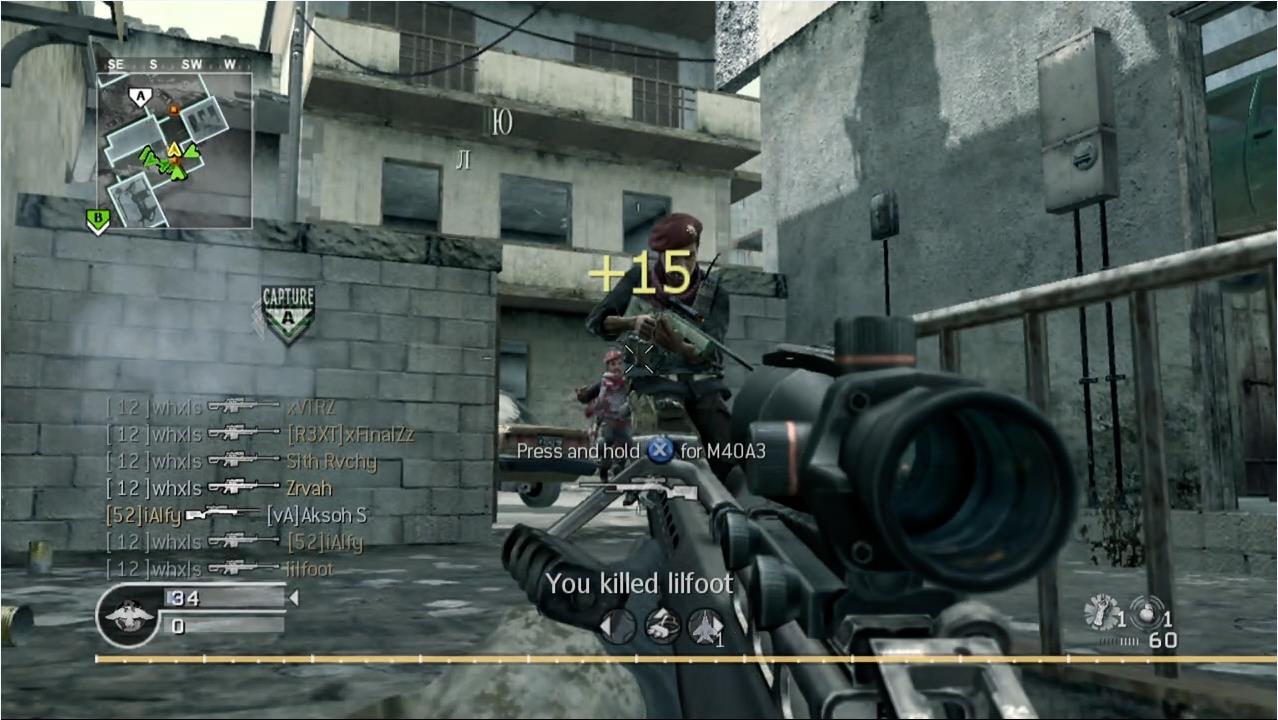 SE S SW W
A
B
Ю
Л
+15
CAPTURE
A
[ 12 ]whxls xV1RZ
[ 12 ]whxls [R3XT]xFinalZz
[ 12 ]whxls Sith Rvchy
[ 12 ]whxls Zrvah
[52]iAlfy [vA]Aksoh S
[ 12 ]whxls [52]iAlfy
[ 12 ]whxls lilfoot
Press and hold X for M40A3
You killed lilfoot
34
0
1
1 1
60